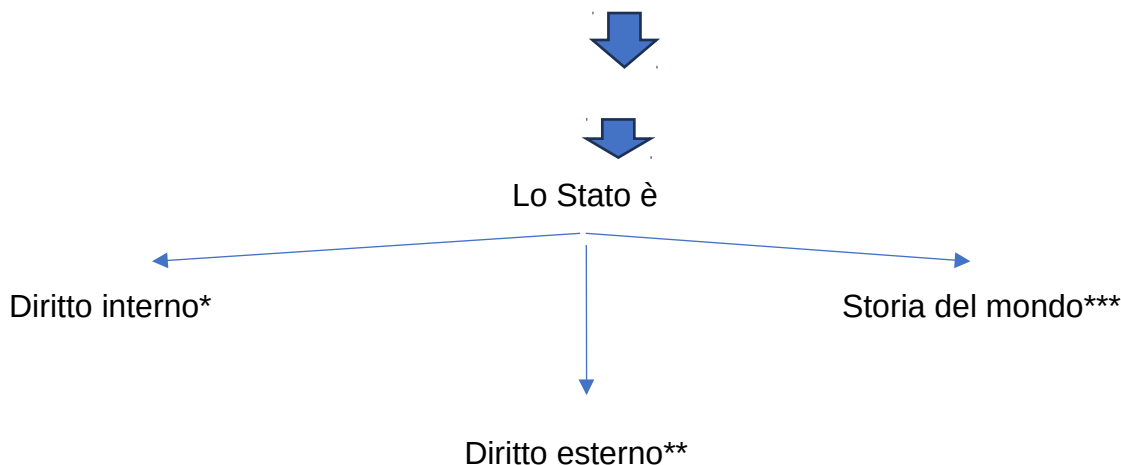 Lo Stato è
Diritto interno*
Storia del mondo***
Diritto esterno**